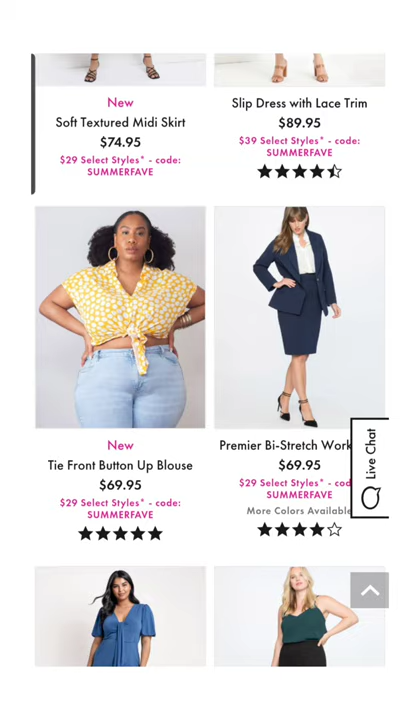 New
Soft Textured Midi Skirt
$74.95
$29 Select Styles* - code:
SUMMERFAVE
Slip Dress with Lace Trim
$89.95
$39 Select Styles* - code:
SUMMERFAVE
New
Tie Front Button Up Blouse
$69.95
$29 Select Styles* - code:
SUMMERFAVE
Premier Bi-Stretch Work
$69.95
$29 Select Styles* - 
SUMMERFAVE
More Colors Available
Live Chat